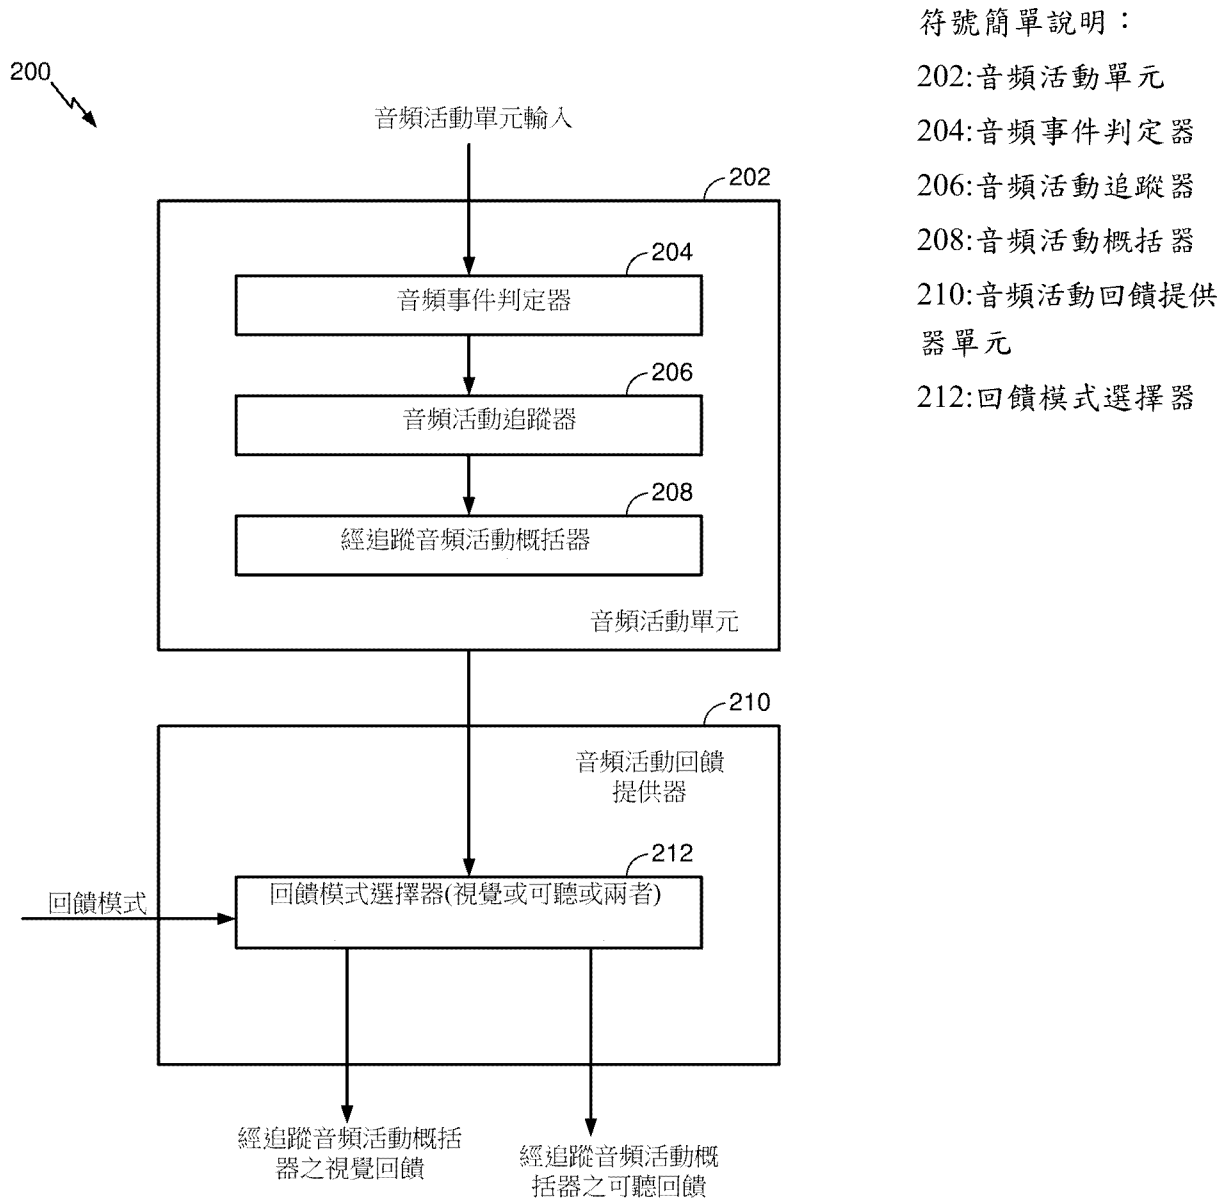 200
音頻活動單元輸入
202
204
音頻事件判定器
206
音頻活動追蹤器
208
經追蹤音頻活動概括器
音頻活動單元
210
音頻活動回饋
提供器
212
回饋模式
回饋模式選擇器(視覺或可聽或兩者)
經追蹤音頻活動概括
器之視覺回饋
經追蹤音頻活動概
括器之可聽回饋
符號簡單說明：
202:音頻活動單元
204:音頻事件判定器
206:音頻活動追蹤器
208:音頻活動概括器
210:音頻活動回饋提供
器單元
212:回饋模式選擇器